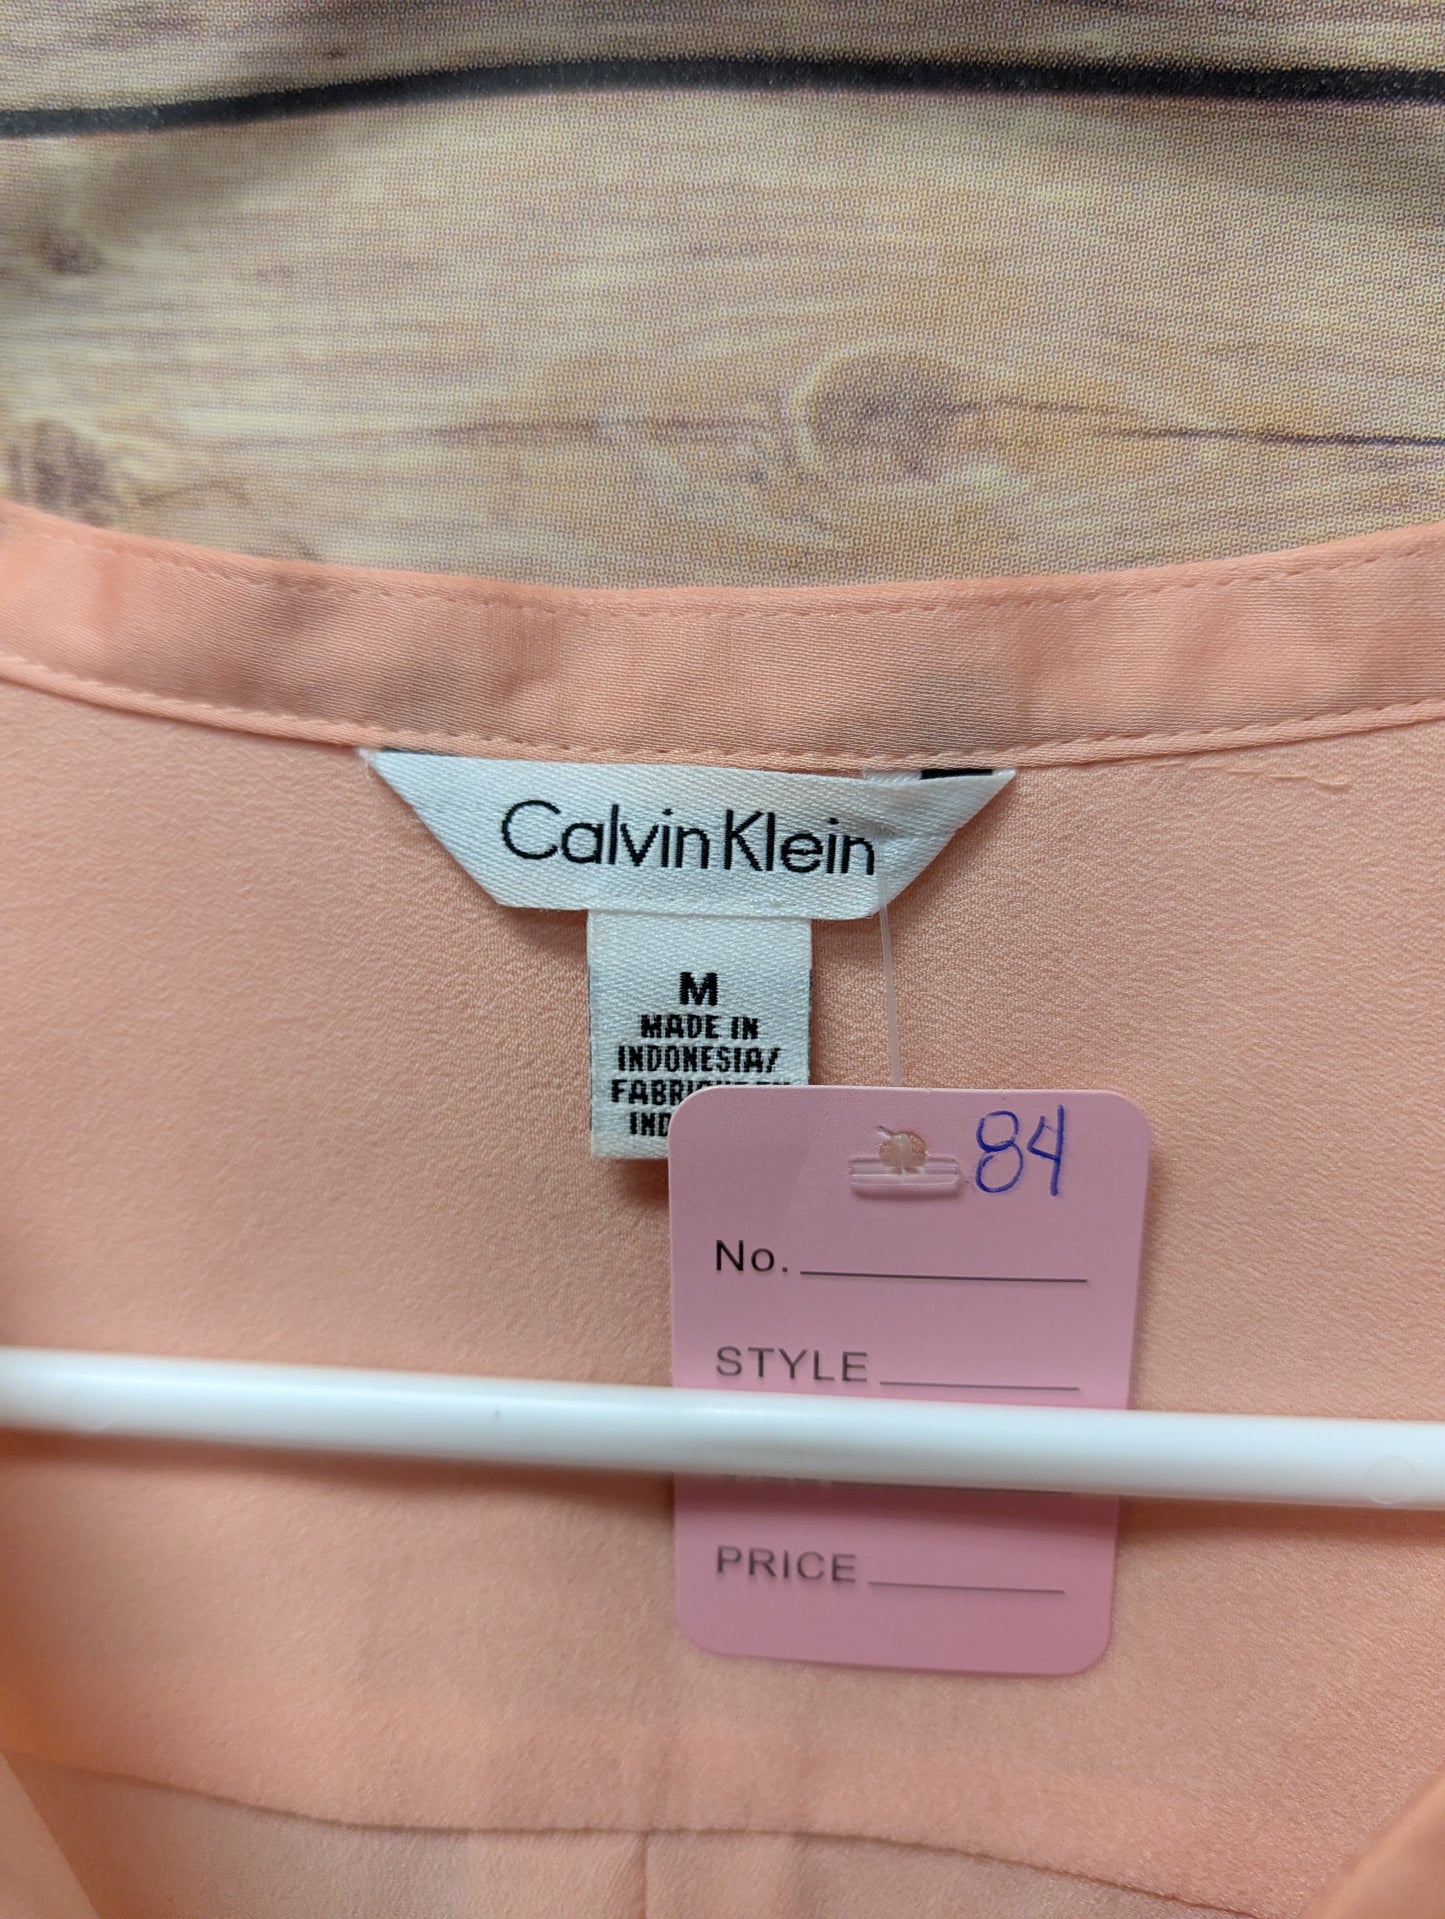 Calvin Klein
M
MADE IN
INDONESIA/
84
No.
STYLE
PRICE